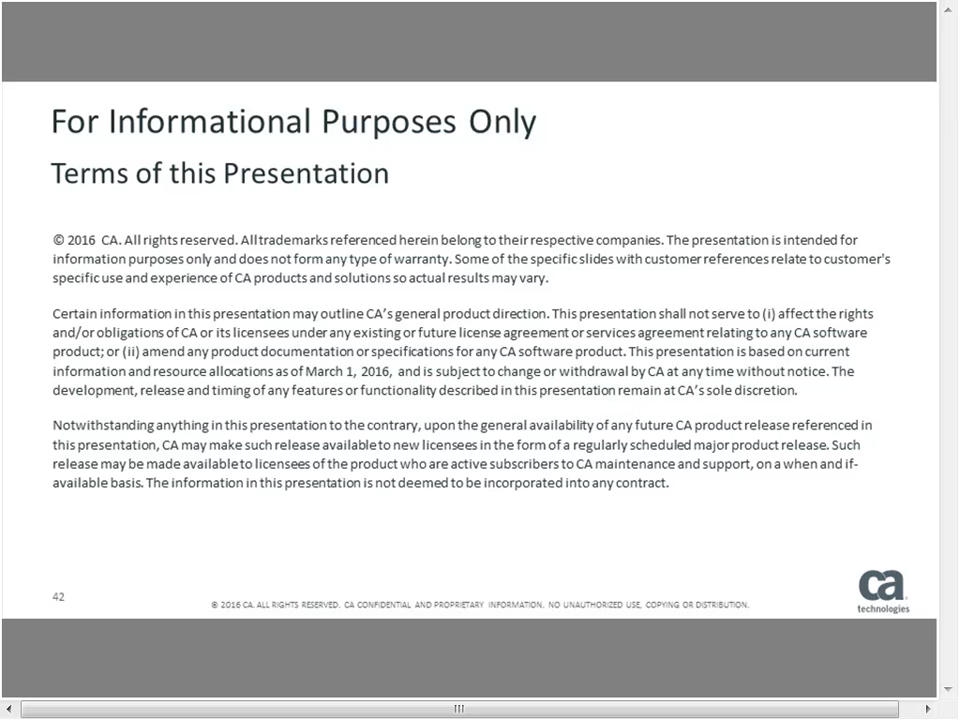 For Informational Purposes Only
Terms of this Presentation
© 2016 CA. All rights reserved. All trademarks referenced herein belong to their respective companies. The presentation is intended for
information purposes only and does not form any type of warranty. Some of the specific slides with customer references relate to customer's
specific use and experience of CA products and solutions so actual results may vary.
Certain information in this presentation may outline CA's general product direction. This presentation shall not serve to (i) affect the rights
and/or obligations of CA or its licensees under any existing or future license agreement or services agreement relating to any CA software
product; or (ii) amend any product documentation or specifications for any CA software product. This presentation is based on current
information and resource allocations as of March 1, 2016, and is subject to change or withdrawal by CA at any time without notice. The
development, release and timing of any features or functionality described in this presentation remain at CA's sole discretion.
Notwithstanding anything in this presentation to the contrary, upon the general availability of any future CA product release referenced in
this presentation, CA may make such release available to new licensees in the form of a regularly scheduled major product release. Such
release may be made available to licensees of the product who are active subscribers to CA maintenance and support, on a when and if-
available basis. The information in this presentation is not deemed to be incorporated into any contract.
42
© 2016 CA. ALL RIGHTS RESERVED. CA CONFIDENTIAL AND PROPRIETARY INFORMATION. NO UNAUTHORIZED USE, COPYING OR DISTRIBUTION.
ca
technologies